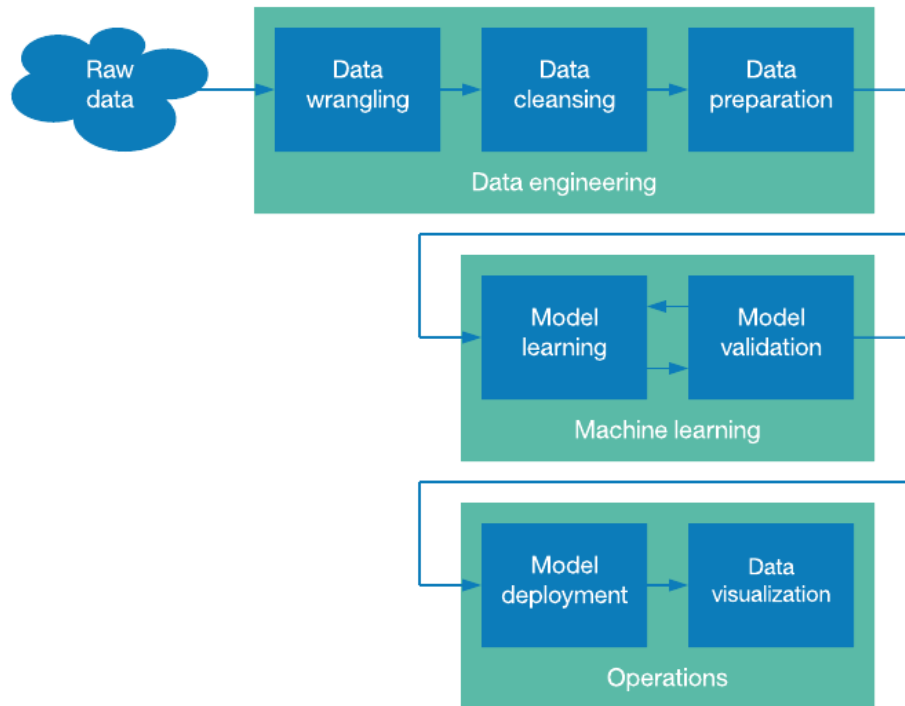 Raw
data
Data
wrangling
Data
cleansing
Data
preparation
Data engineering
Model
learning
Model
validation
Machine learning
Model
deployment
Data
visualization
Operations